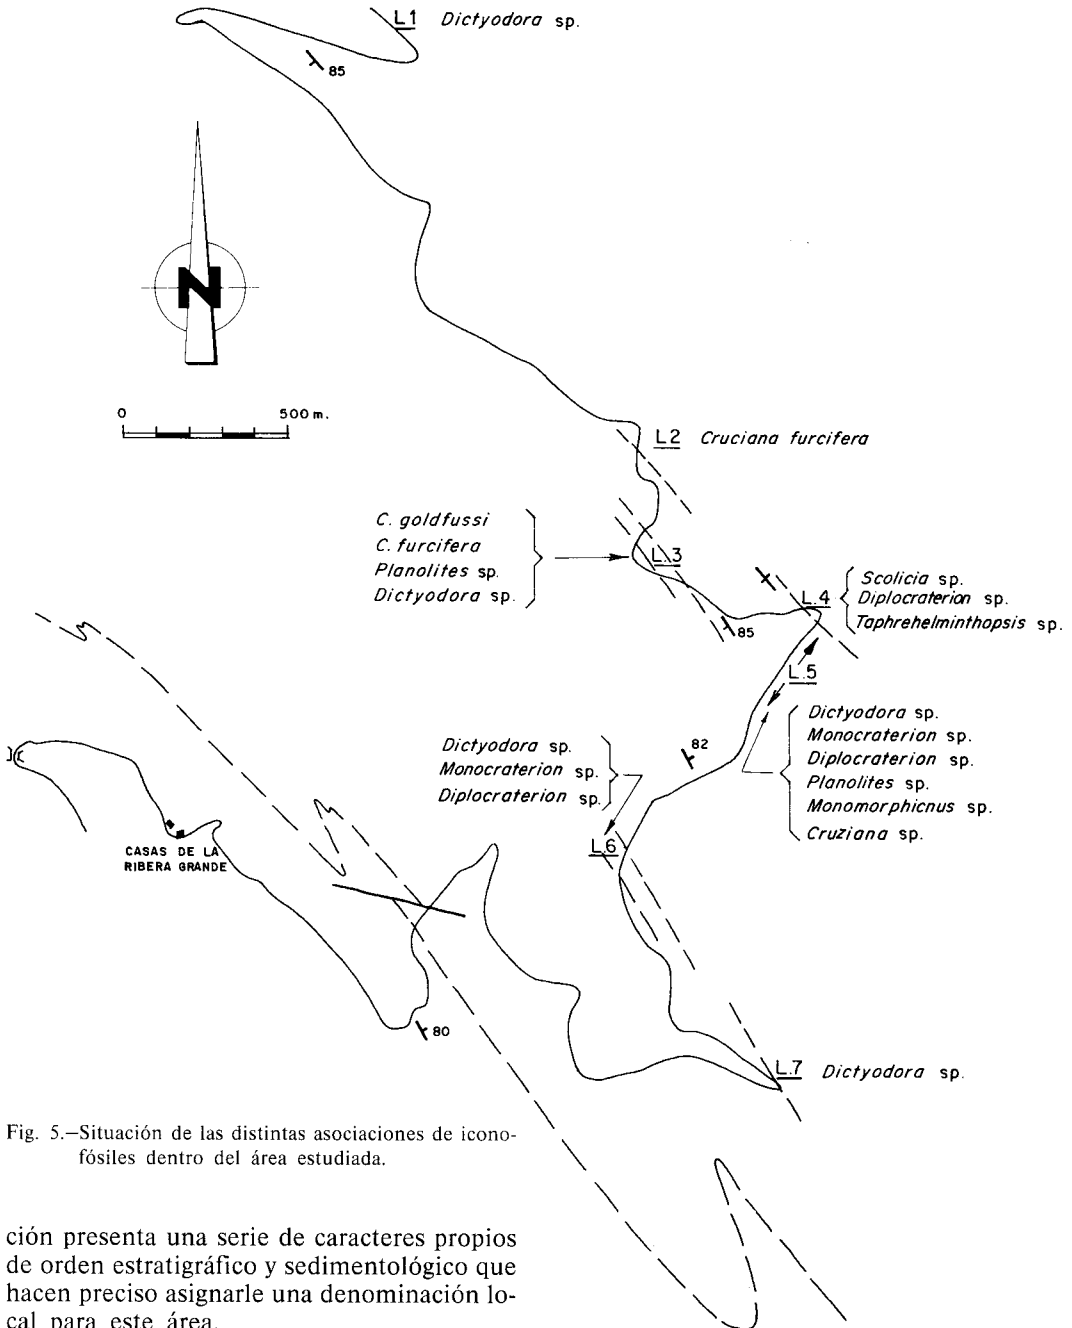 L1 Dictyodora sp.
85
N
0 500 m.
L2 Cruciana furcifera
C. goldfussi
C. furcifera
Planolites sp.
Dictyodora sp.
L.3
85
L.4
Scolicia sp.
Diplocraterion sp.
Taphrehelminthopsis sp.
L.5
Dictyodora sp.
Monocraterion sp.
Diplocraterion sp.
Planolites sp.
Monomorphicnus sp.
Cruziana sp.
82
Dictyodora sp.
Monocraterion sp.
Diplocraterion sp.
L.6
CASAS DE LA
RIBERA GRANDE
80
L.7 Dictyodora sp.
Fig. 5.—Situación de las distintas asociaciones de icono-
fósiles dentro del área estudiada.
ción presenta una serie de caracteres propios
de orden estratigráfico y sedimentológico que
hacen preciso asignarle una denominación lo-
cal para este área.